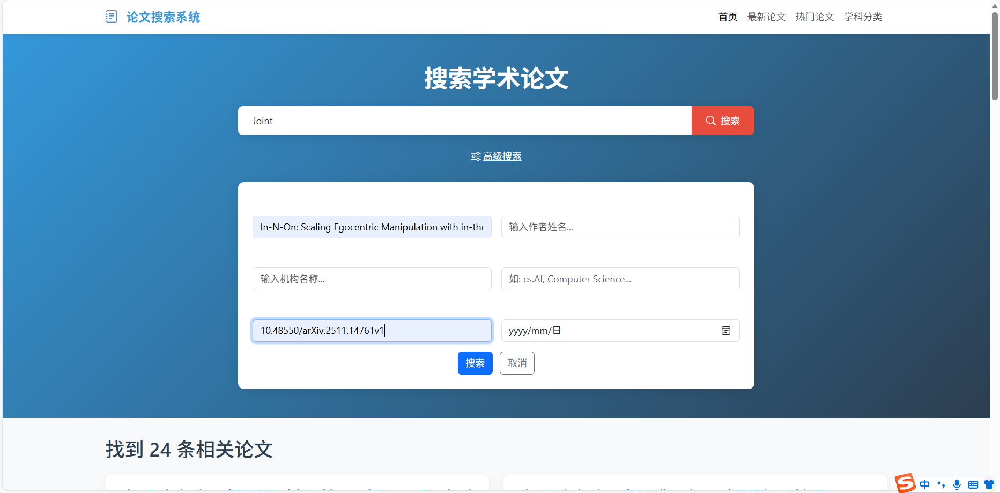 论文搜索系统
首页 最新论文 热门论文 学科分类
搜索学术论文
Joint
搜索
高级搜索
In-N-On: Scaling Egocentric Manipulation with in-the
输入作者姓名...
输入机构名称...
如: cs.AI, Computer Science...
10.48550/arXiv.2511.14761v1
yyyy/mm/日
搜索 取消
找到 24 条相关论文
中